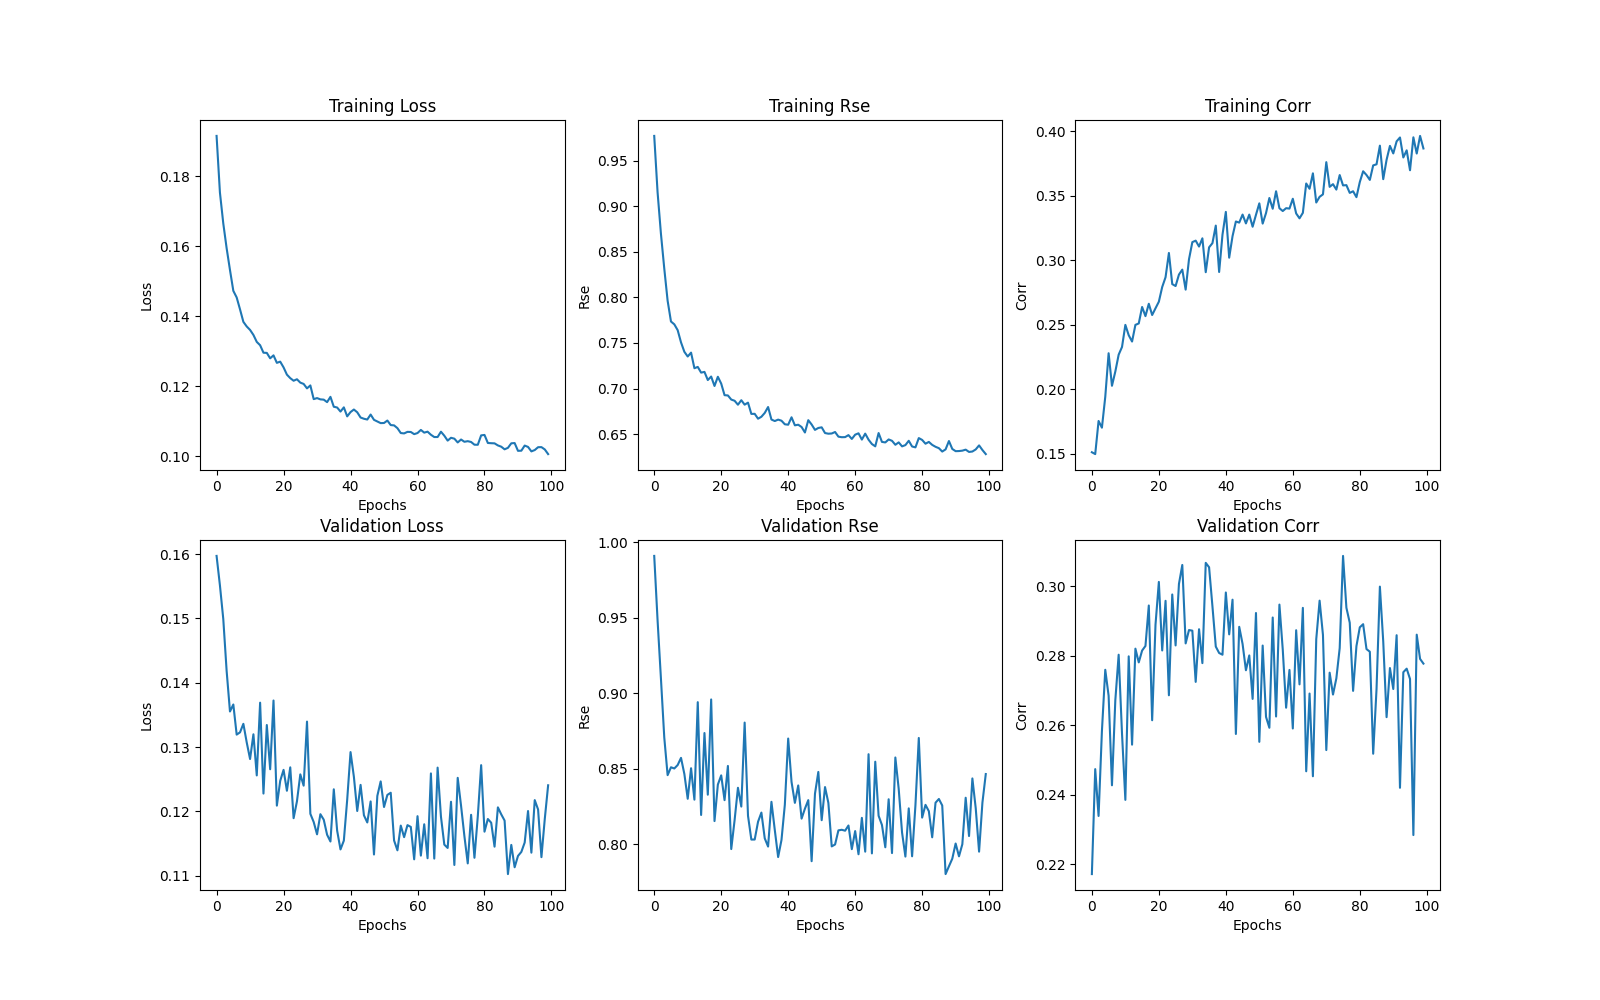 Training Loss
Loss
0.18
0.16
0.14
0.12
0.10
0 20 40 60 80 100
Epochs
Training Rse
Rse
0.95
0.90
0.85
0.80
0.75
0.70
0.65
0 20 40 60 80 100
Epochs
Training Corr
Corr
0.40
0.35
0.30
0.25
0.20
0.15
0 20 40 60 80 100
Epochs
Validation Loss
Loss
0.16
0.15
0.14
0.13
0.12
0.11
0 20 40 60 80 100
Epochs
Validation Rse
Rse
1.00
0.95
0.90
0.85
0.80
0 20 40 60 80 100
Epochs
Validation Corr
Corr
0.30
0.28
0.26
0.24
0.22
0 20 40 60 80 100
Epochs